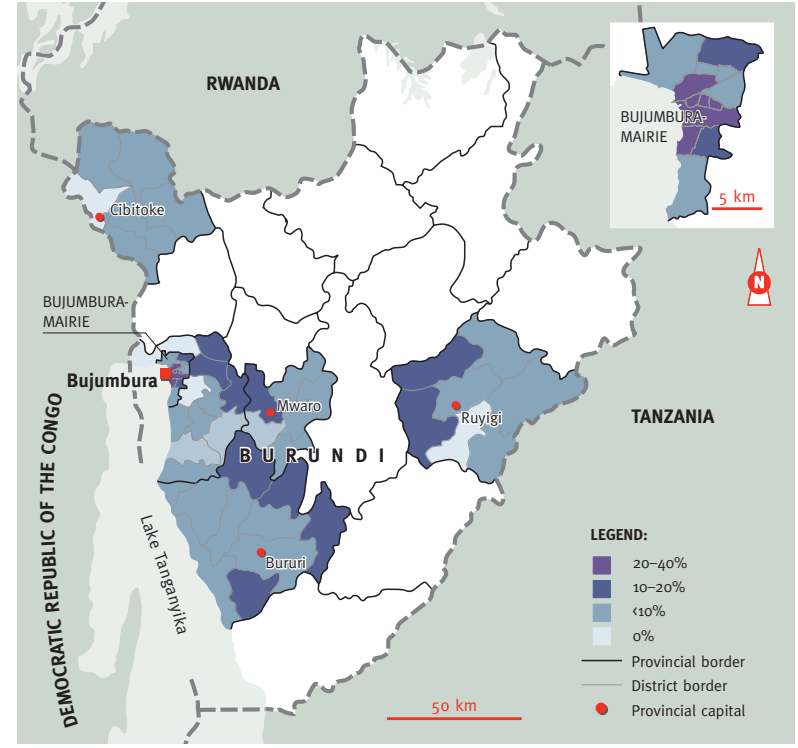 RWANDA
BUJUMBURA-
MAIRIE
5 km
N
Cibitoke
BUJUMBURA-
MAIRIE
Bujumbura
Mwaro
Ruyigi
TANZANIA
BURUNDI
DEMOCRATIC REPUBLIC OF THE CONGO
Lake Tanganyika
Bururi
LEGEND:
20–40%
10–20%
<10%
0%
Provincial border
District border
Provincial capital
50 km